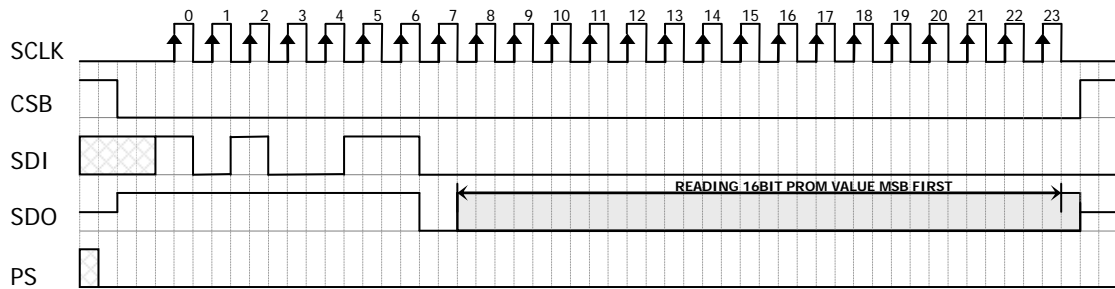 0 1 2 3 4 5 6 7 8 9 10 11 12 13 14 15 16 17 18 19 20 21 22 23
SCLK
CSB
SDI
READING 16BIT PROM VALUE MSB FIRST
SDO
PS